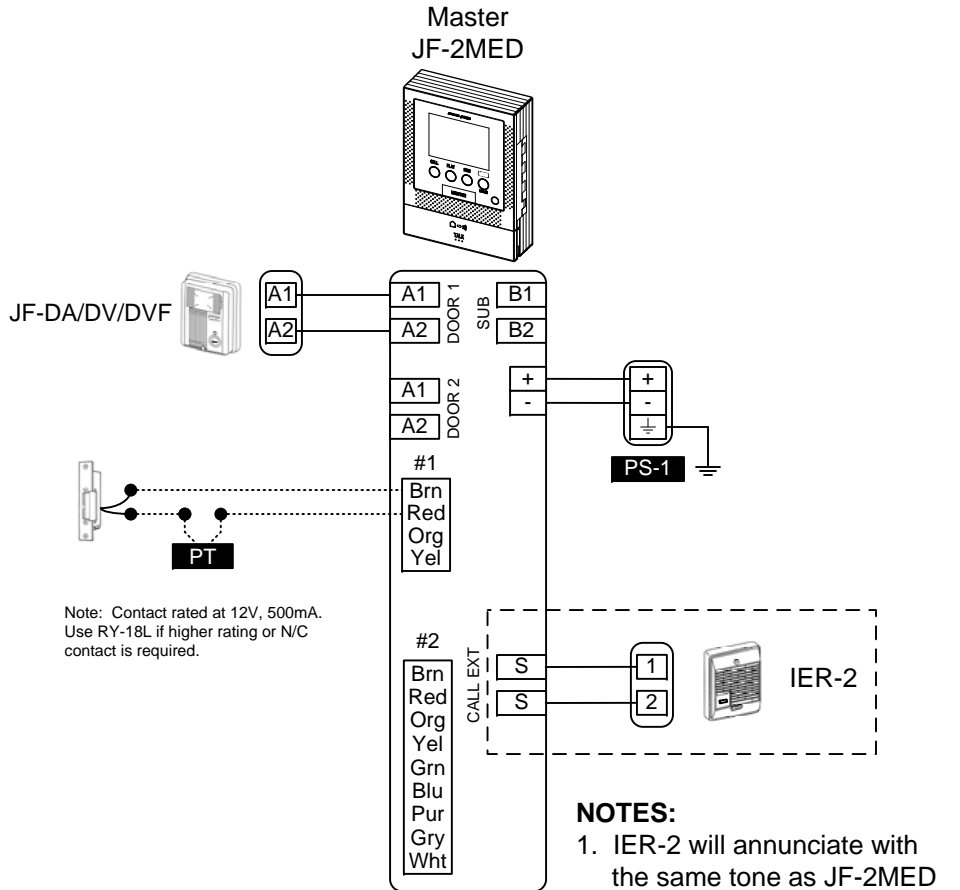 Master
JF-2MED
TALK
JF-DA/DV/DVF
A1
A2
A1
A2
DOOR 1
SUB
B1
B2
A1
A2
DOOR 2
+
-
+
-
PS-1
#1
Brn
Red
Org
Yel
PT
Note: Contact rated at 12V, 500mA.
Use RY-18L if higher rating or N/C
contact is required.
#2
Brn
Red
Org
Yel
Grn
Blu
Pur
Gry
Wht
CALL EXT
S
S
1
2
IER-2
NOTES:
1. IER-2 will annunciate with
the same tone as JF-2MED